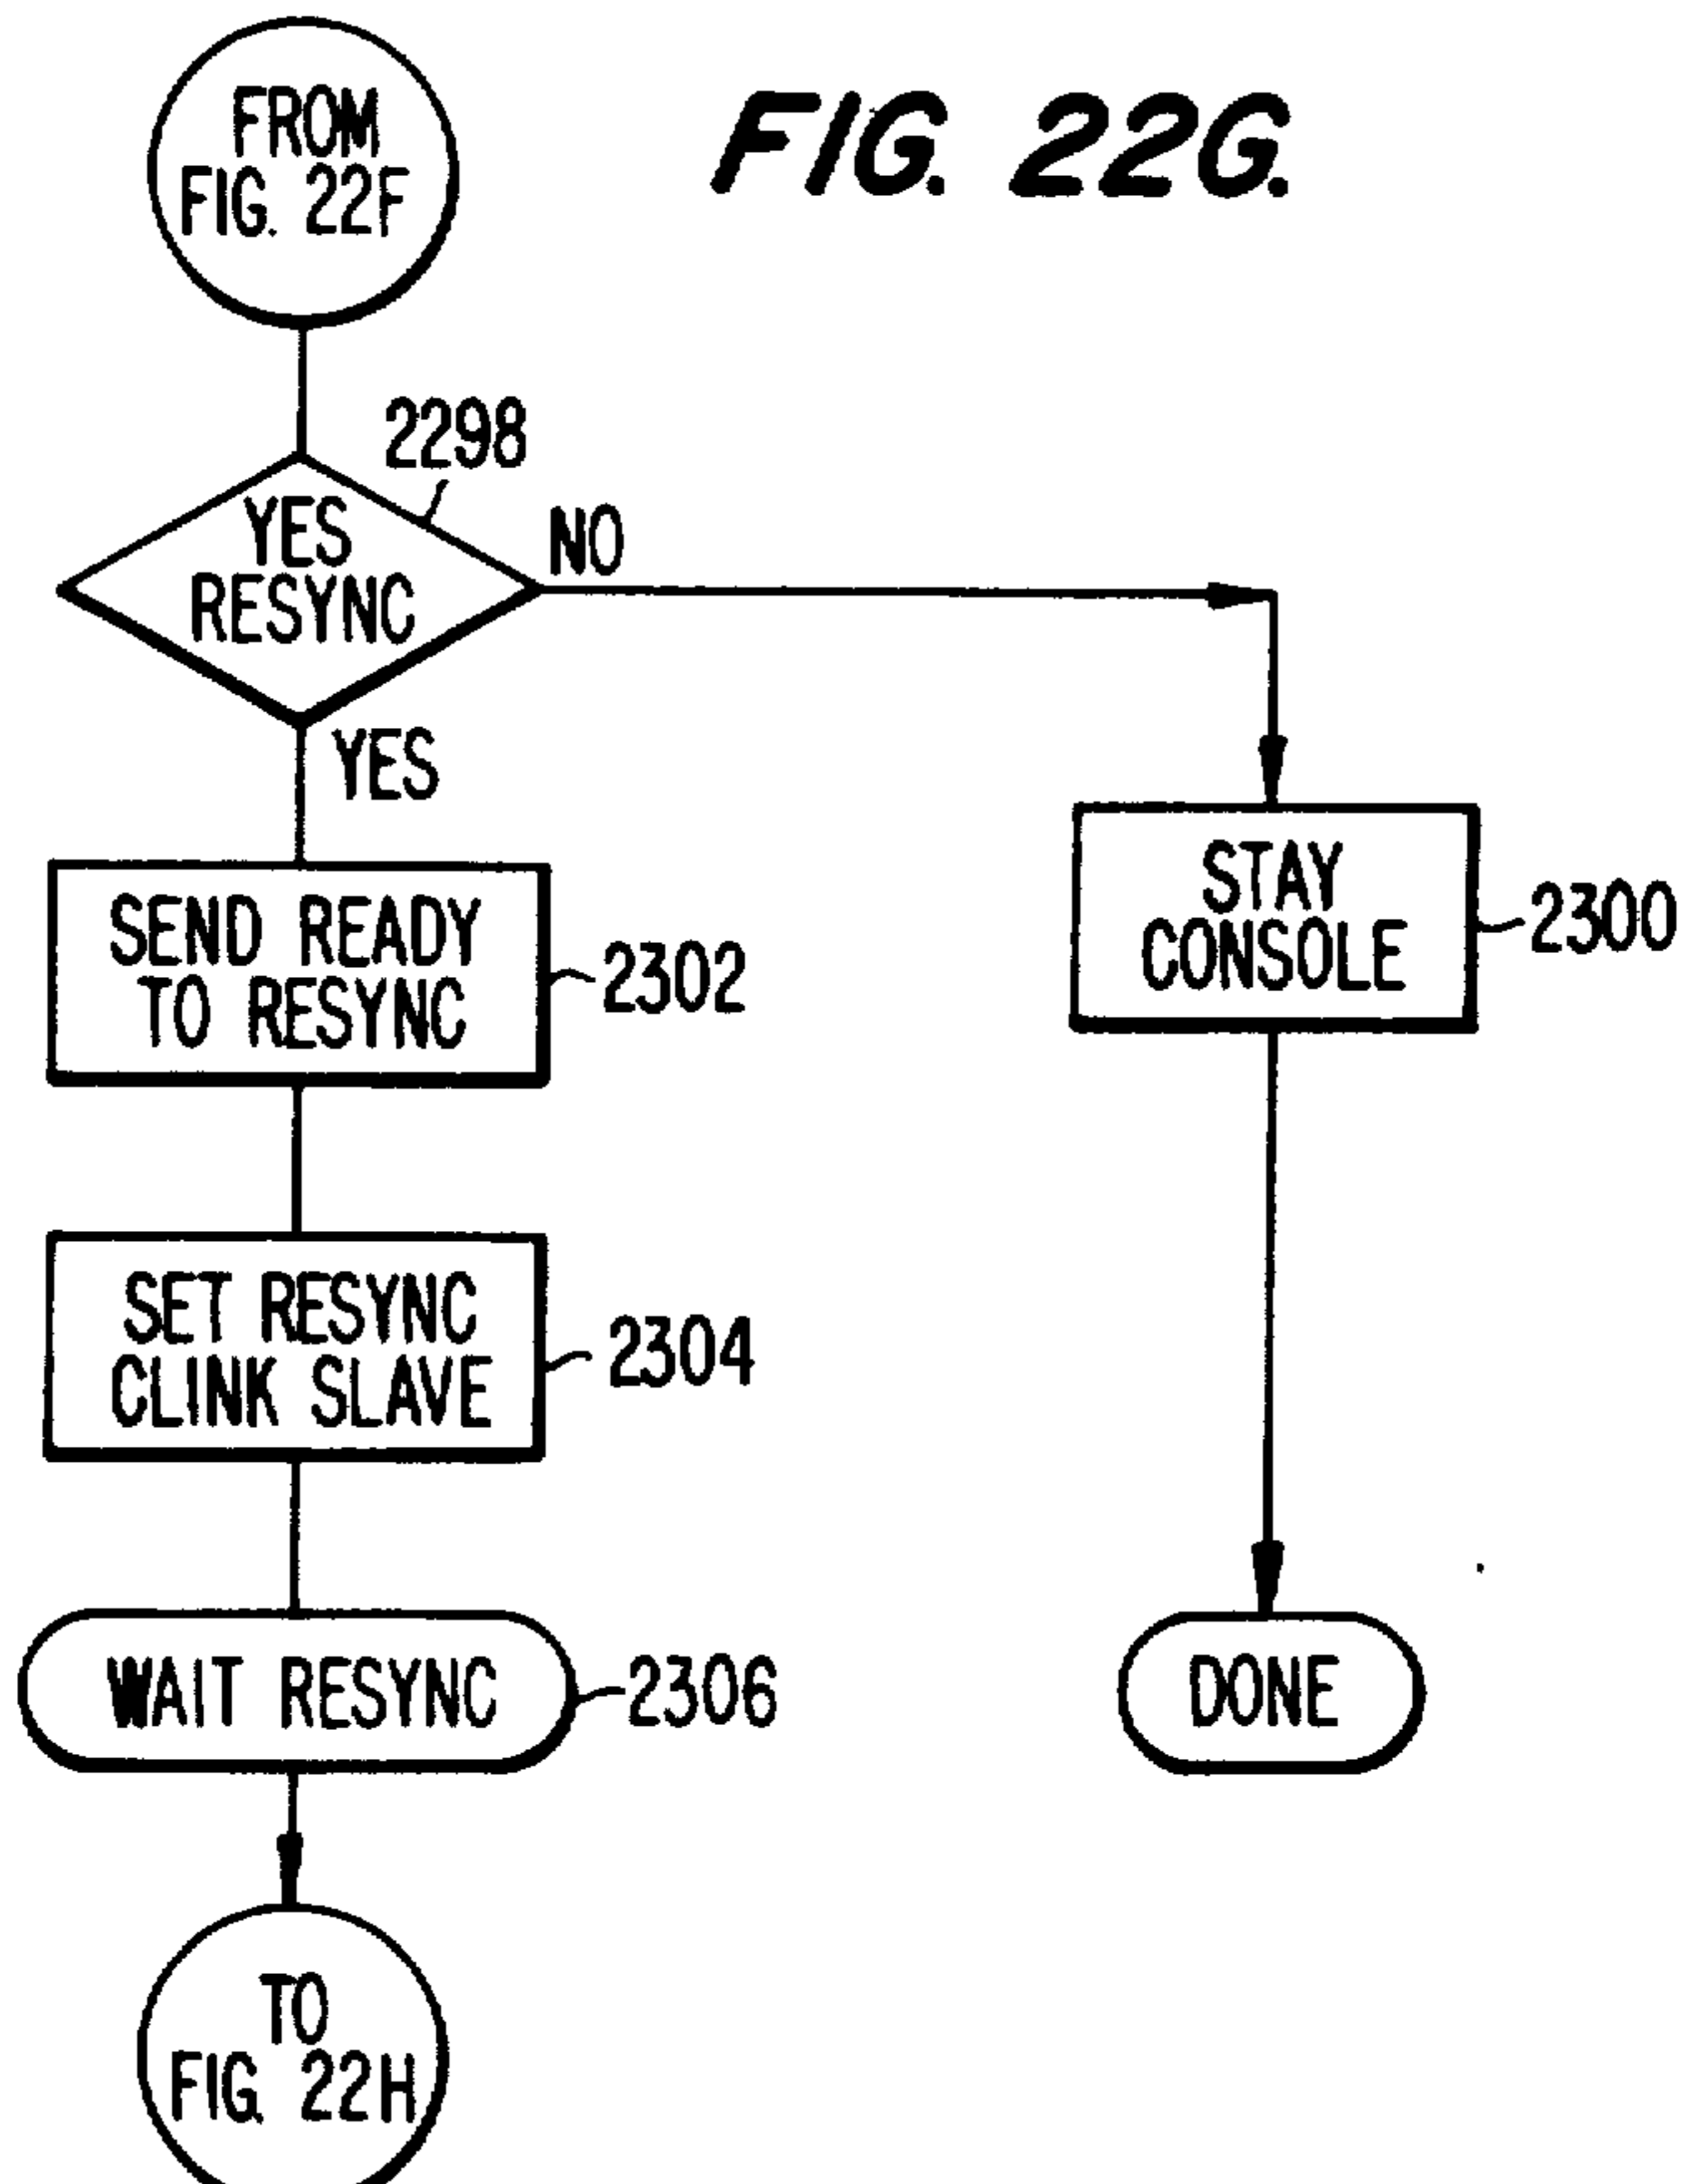 FROM
FIG. 22F
FIG. 22G.
2298
YES
RESYNC
NO
YES
SEND READY
TO RESYNC
2302
STAY
CONSOLE
2300
SET RESYNC
CLINK SLAVE
2304
WAIT RESYNC
2306
DONE
TO
FIG. 22H